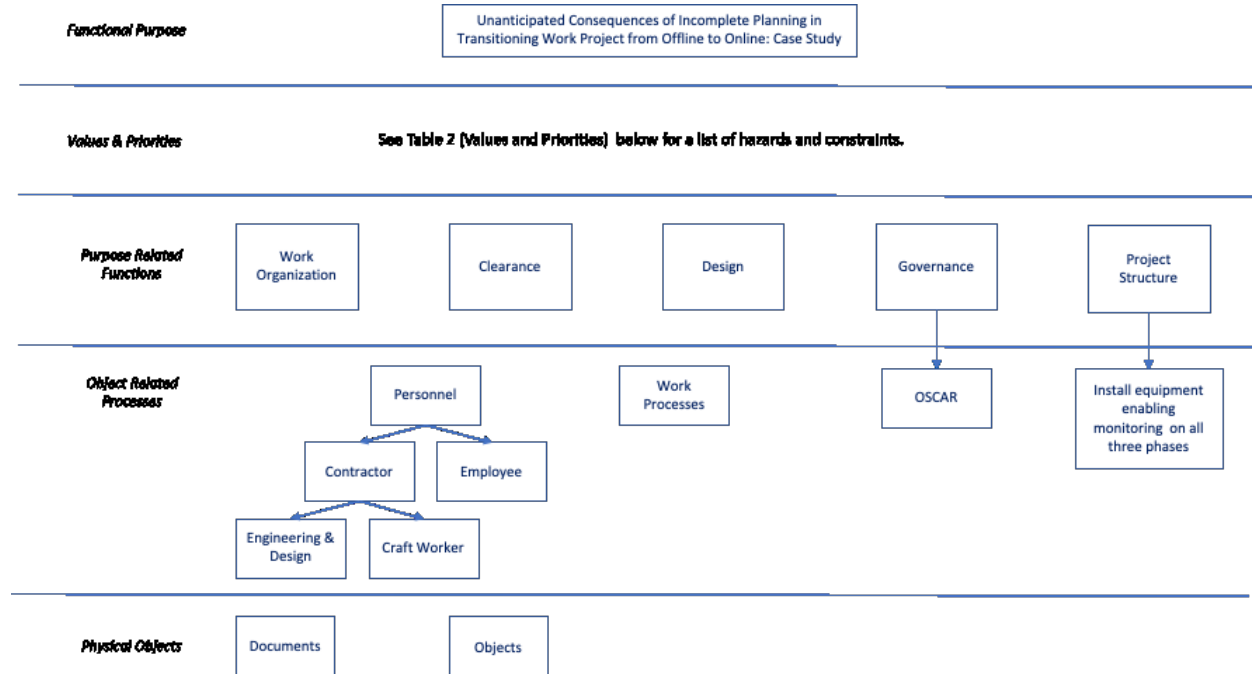 Functional Purpose
Unanticipated Consequences of Incomplete Planning in
Transitioning Work Project from Offline to Online: Case Study
Values & Priorities
See Table 2 (Values and Priorities) below for a list of hazards and constraints.
Purpose Related
Functions
Work
Organization
Clearance
Design
Governance
Project
Structure
Object Related
Processes
Personnel
Work
Processes
OSCAR
Install equipment
enabling
monitoring on all
three phases
Contractor
Employee
Engineering &
Design
Craft Worker
Physical Objects
Documents
Objects